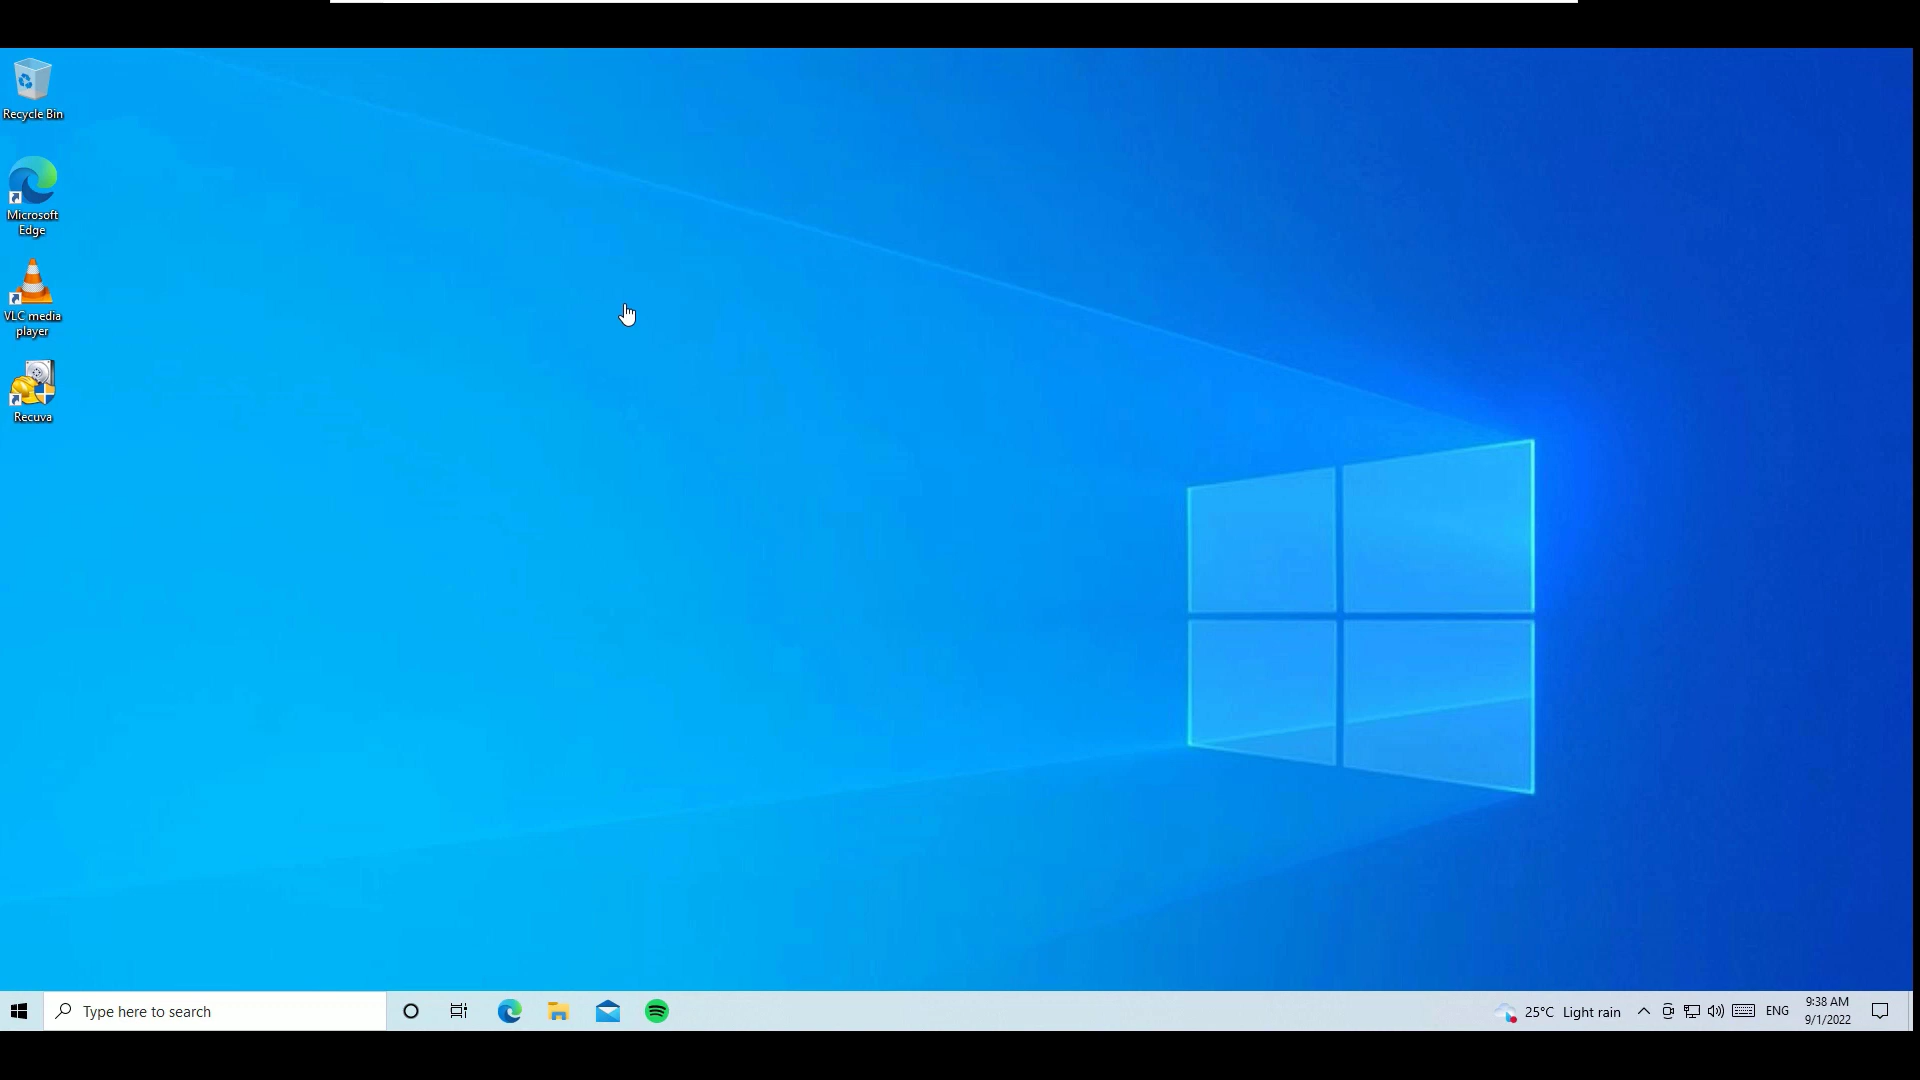 Recycle Bin
Microsoft
Edge
VLC media
player
Recuva
Type here to search
25°C Light rain
ENG
9:38 AM
9/1/2022